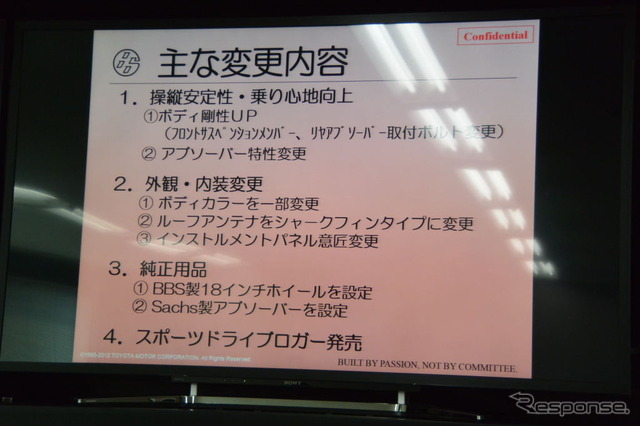 Confidential
86 主な変更内容
1. 操縦安定性・乗り心地向上
①ボディ剛性UP
（ﾌﾛﾝﾄｻｽﾍﾟﾝｼｮﾝﾒﾝﾊﾞｰ、ﾘﾔｱﾌﾞｿｰﾊﾞｰ取付ボルト変更）
② アブソーバー特性変更
2. 外観・内装変更
① ボディカラーを一部変更
② ルーフアンテナをシャークフィンタイプに変更
③ インストルメントパネル意匠変更
3. 純正用品
① BBS製18インチホイールを設定
② Sachs製アブソーバーを設定
4. スポーツドライブロガー発売
TOYOTA MOTOR CORPORATION. All Rights Reserved.
BUILT BY PASSION, NOT BY COMMITTEE.
SONY
Response.